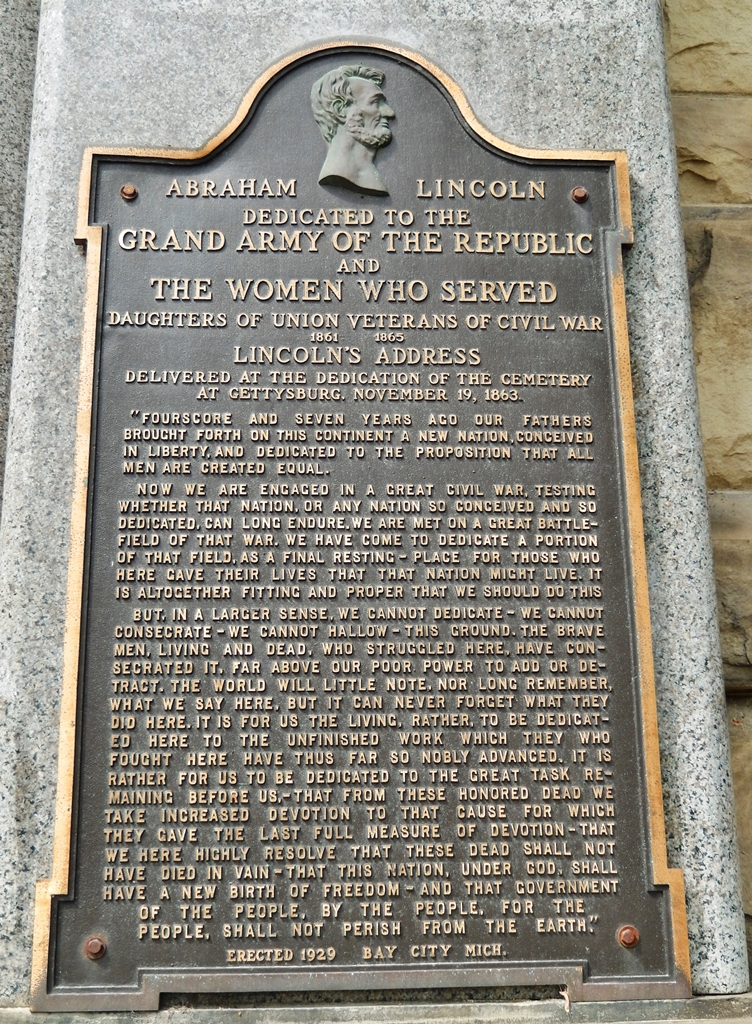 ABRAHAM LINCOLN
DEDICATED TO THE
GRAND ARMY OF THE REPUBLIC
AND
THE WOMEN WHO SERVED
DAUGHTERS OF UNION VETERANS OF CIVIL WAR
1861 1865
LINCOLN'S ADDRESS
DELIVERED AT THE DEDICATION OF THE CEMETERY
AT GETTYSBURG. NOVEMBER 19, 1863.
"FOURSCORE AND SEVEN YEARS AGO OUR FATHERS
BROUGHT FORTH ON THIS CONTINENT A NEW NATION, CONCEIVED
IN LIBERTY, AND DEDICATED TO THE PROPOSITION THAT ALL
MEN ARE CREATED EQUAL.
NOW WE ARE ENGAGED IN A GREAT CIVIL WAR, TESTING
WHETHER THAT NATION, OR ANY NATION SO CONCEIVED AND SO
DEDICATED, CAN LONG ENDURE. WE ARE MET ON A GREAT BATTLE-
FIELD OF THAT WAR. WE HAVE COME TO DEDICATE A PORTION
OF THAT FIELD, AS A FINAL RESTING-PLACE FOR THOSE WHO
HERE GAVE THEIR LIVES THAT THAT NATION MIGHT LIVE. IT
IS ALTOGETHER FITTING AND PROPER THAT WE SHOULD DO THIS
BUT, IN A LARGER SENSE, WE CANNOT DEDICATE - WE CANNOT
CONSECRATE - WE CANNOT HALLOW - THIS GROUND. THE BRAVE
MEN, LIVING AND DEAD, WHO STRUGGLED HERE, HAVE CON-
SECRATED IT, FAR ABOVE OUR POOR POWER TO ADD OR DE-
TRACT. THE WORLD WILL LITTLE NOTE, NOR LONG REMEMBER,
WHAT WE SAY HERE, BUT IT CAN NEVER FORGET WHAT THEY
DID HERE. IT IS FOR US THE LIVING, RATHER, TO BE DEDICAT-
ED HERE TO THE UNFINISHED WORK WHICH THEY WHO
FOUGHT HERE HAVE THUS FAR SO NOBLY ADVANCED. IT IS
RATHER FOR US TO BE DEDICATED TO THE GREAT TASK RE-
MAINING BEFORE US,-THAT FROM THESE HONORED DEAD WE
TAKE INCREASED DEVOTION TO THAT CAUSE FOR WHICH
THEY GAVE THE LAST FULL MEASURE OF DEVOTION - THAT
WE HERE HIGHLY RESOLVE THAT THESE DEAD SHALL NOT
HAVE DIED IN VAIN - THAT THIS NATION, UNDER GOD, SHALL
HAVE A NEW BIRTH OF FREEDOM - AND THAT GOVERNMENT
OF THE PEOPLE, BY THE PEOPLE, FOR THE
PEOPLE, SHALL NOT PERISH FROM THE EARTH."
ERECTED 1929 BAY CITY MICH.